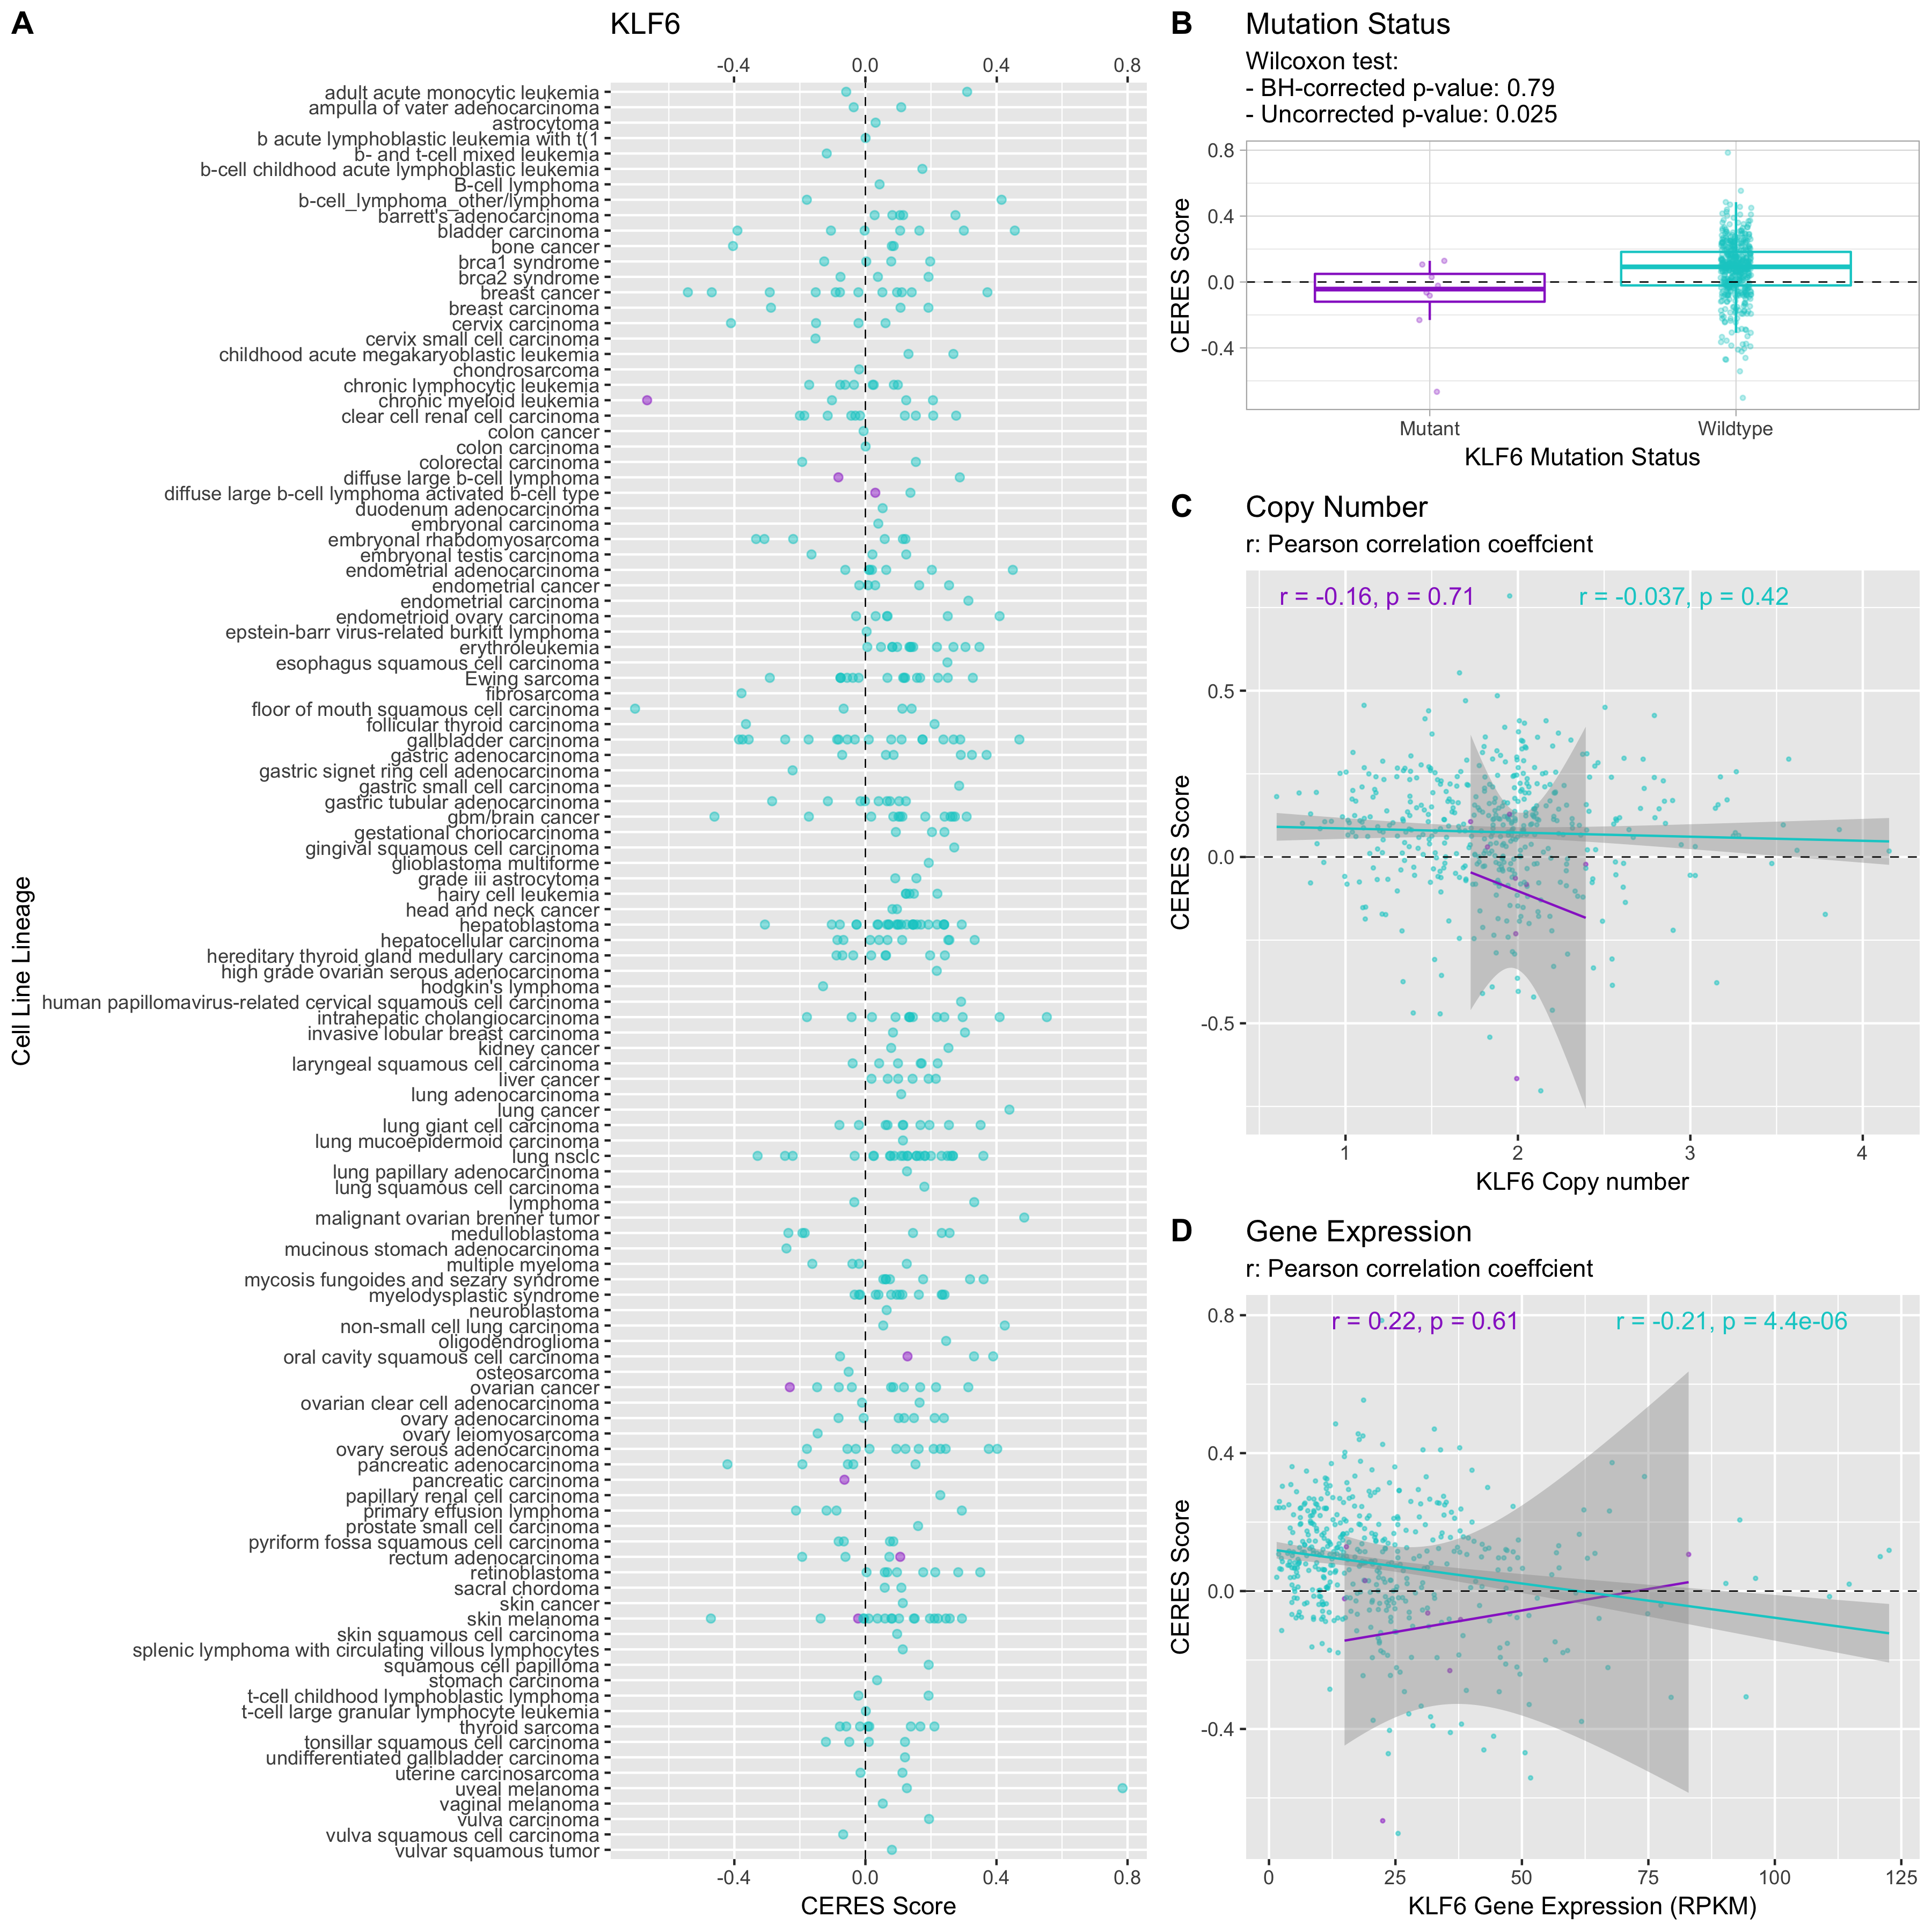 A
KLF6
-0.4 0.0 0.4 0.8
adult acute monocytic leukemia
ampulla of vater adenocarcinoma
astrocytoma
b acute lymphoblastic leukemia with t(1
b- and t-cell mixed leukemia
b-cell childhood acute lymphoblastic leukemia
B-cell lymphoma
b-cell_lymphoma_other/lymphoma
barrett's adenocarcinoma
bladder carcinoma
bone cancer
brca1 syndrome
brca2 syndrome
breast cancer
breast carcinoma
cervix carcinoma
cervix small cell carcinoma
childhood acute megakaryoblastic leukemia
chondrosarcoma
chronic lymphocytic leukemia
chronic myeloid leukemia
clear cell renal cell carcinoma
colon cancer
colon carcinoma
colorectal carcinoma
diffuse large b-cell lymphoma
diffuse large b-cell lymphoma activated b-cell type
duodenum adenocarcinoma
embryonal carcinoma
embryonal rhabdomyosarcoma
embryonal testis carcinoma
endometrial adenocarcinoma
endometrial cancer
endometrial carcinoma
endometrioid ovary carcinoma
epstein-barr virus-related burkitt lymphoma
erythroleukemia
esophagus squamous cell carcinoma
Ewing sarcoma
fibrosarcoma
floor of mouth squamous cell carcinoma
follicular thyroid carcinoma
gallbladder carcinoma
gastric adenocarcinoma
gastric signet ring cell adenocarcinoma
gastric small cell carcinoma
gastric tubular adenocarcinoma
gbm/brain cancer
gestational choriocarcinoma
gingival squamous cell carcinoma
glioblastoma multiforme
grade iii astrocytoma
hairy cell leukemia
head and neck cancer
hepatoblastoma
hepatocellular carcinoma
hereditary thyroid gland medullary carcinoma
high grade ovarian serous adenocarcinoma
hodgkin's lymphoma
human papillomavirus-related cervical squamous cell carcinoma
intrahepatic cholangiocarcinoma
invasive lobular breast carcinoma
kidney cancer
laryngeal squamous cell carcinoma
liver cancer
lung adenocarcinoma
lung cancer
lung giant cell carcinoma
lung mucoepidermoid carcinoma
lung nsclc
lung papillary adenocarcinoma
lung squamous cell carcinoma
lymphoma
malignant ovarian brenner tumor
medulloblastoma
mucinous stomach adenocarcinoma
multiple myeloma
mycosis fungoides and sezary syndrome
myelodysplastic syndrome
neuroblastoma
non-small cell lung carcinoma
oligodendroglioma
oral cavity squamous cell carcinoma
osteosarcoma
ovarian cancer
ovarian clear cell adenocarcinoma
ovary adenocarcinoma
ovary leiomyosarcoma
ovary serous adenocarcinoma
pancreatic adenocarcinoma
pancreatic carcinoma
papillary renal cell carcinoma
primary effusion lymphoma
prostate small cell carcinoma
pyriform fossa squamous cell carcinoma
rectum adenocarcinoma
retinoblastoma
sacral chordoma
skin cancer
skin melanoma
skin squamous cell carcinoma
splenic lymphoma with circulating villous lymphocytes
squamous cell papilloma
stomach carcinoma
t-cell childhood lymphoblastic lymphoma
t-cell large granular lymphocyte leukemia
thyroid sarcoma
tonsillar squamous cell carcinoma
undifferentiated gallbladder carcinoma
uterine carcinosarcoma
uveal melanoma
vaginal melanoma
vulva carcinoma
vulva squamous cell carcinoma
vulvar squamous tumor
-0.4 0.0 0.4 0.8
CERES Score
Cell Line Lineage
B
Mutation Status
Wilcoxon test:
- BH-corrected p-value: 0.79
- Uncorrected p-value: 0.025
0.8
0.4
0.0
-0.4
CERES Score
Mutant Wildtype
KLF6 Mutation Status
C
Copy Number
r: Pearson correlation coeffcient
r = -0.16, p = 0.71 r = -0.037, p = 0.42
0.5
0.0
-0.5
CERES Score
1 2 3 4
KLF6 Copy number
D
Gene Expression
r: Pearson correlation coeffcient
r = 0.22, p = 0.61 r = -0.21, p = 4.4e-06
0.8
0.4
0.0
-0.4
CERES Score
0 25 50 75 100 125
KLF6 Gene Expression (RPKM)